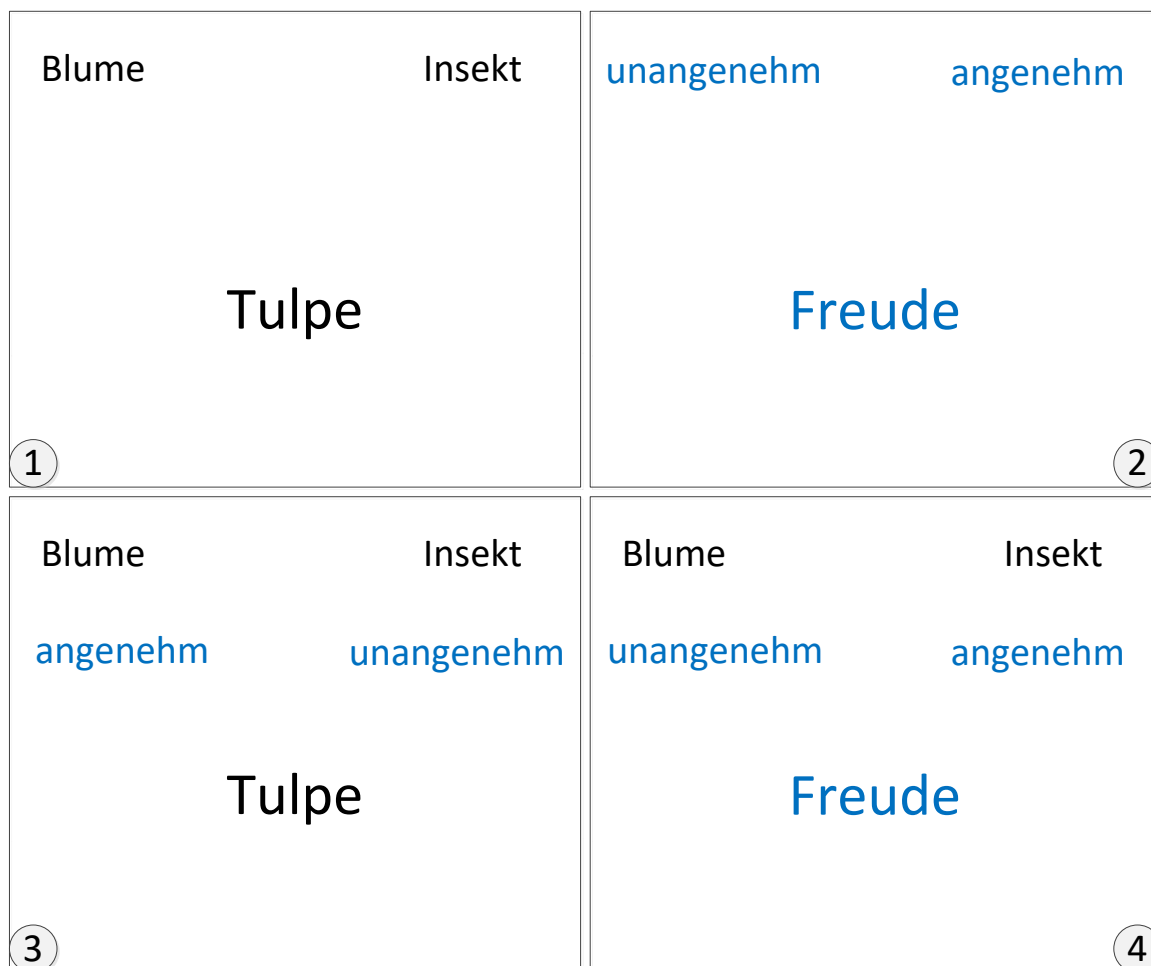 Blume Insekt
Tulpe
1
unangenehm angenehm
Freude
2
Blume Insekt
angenehm unangenehm
Tulpe
3
Blume Insekt
unangenehm angenehm
Freude
4